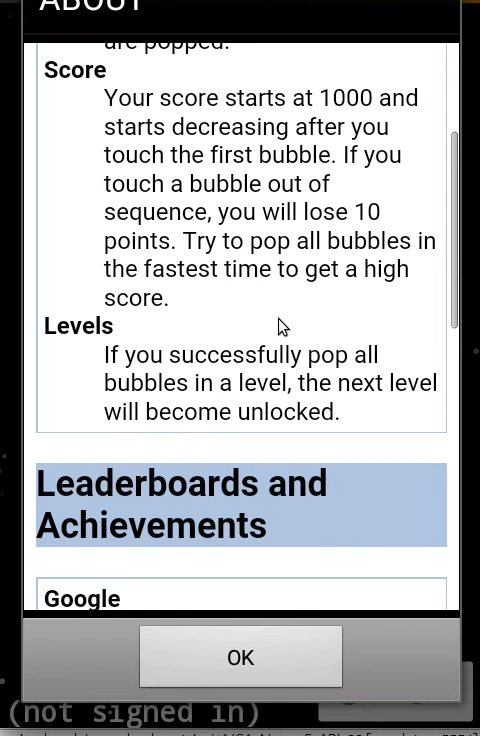 ABOUT
are popped.
Score
Your score starts at 1000 and
starts decreasing after you
touch the first bubble. If you
touch a bubble out of
sequence, you will lose 10
points. Try to pop all bubbles in
the fastest time to get a high
score.
Levels
If you successfully pop all
bubbles in a level, the next level
will become unlocked.
Leaderboards and
Achievements
Google
OK
(not signed in)